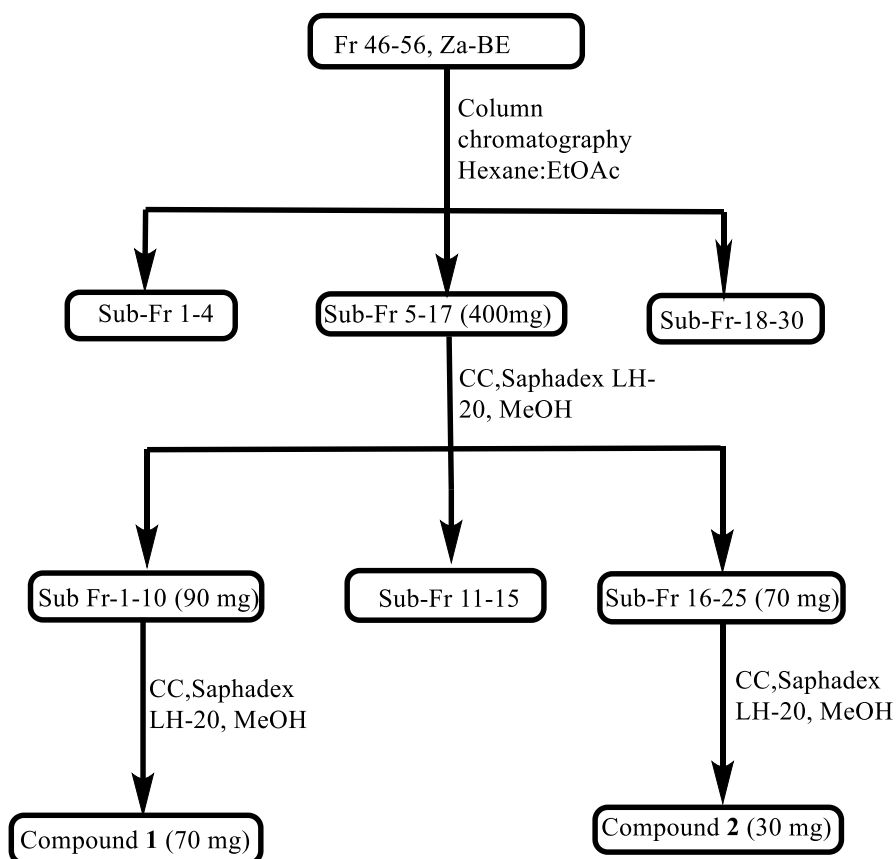 Fr 46-56, Za-BE
Column
chromatography
Hexane:EtOAc
Sub-Fr 1-4
Sub-Fr 5-17 (400mg)
Sub-Fr-18-30
CC,Saphadex LH-
20, MeOH
Sub Fr-1-10 (90 mg)
Sub-Fr 11-15
Sub-Fr 16-25 (70 mg)
CC,Saphadex
LH-20, MeOH
CC,Saphadex
LH-20, MeOH
Compound 1 (70 mg)
Compound 2 (30 mg)